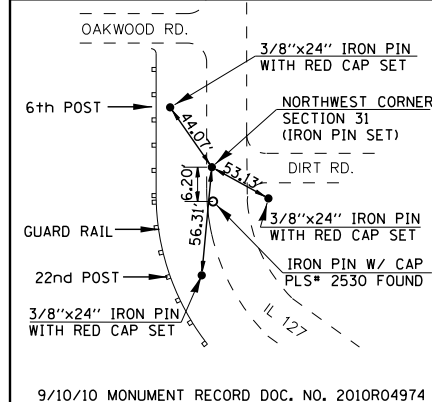 OAKWOOD RD.
3/8"x24" IRON PIN
WITH RED CAP SET
6th POST
44.07'
NORTHWEST CORNER
SECTION 31
(IRON PIN SET)
53.13'
DIRT RD.
6.20'
56.31'
3/8"x24" IRON PIN
WITH RED CAP SET
GUARD RAIL
IRON PIN W/ CAP
PLS# 2530 FOUND
22nd POST
IL 127
3/8"x24" IRON PIN
WITH RED CAP SET
9/10/10 MONUMENT RECORD DOC. NO. 2010R04974